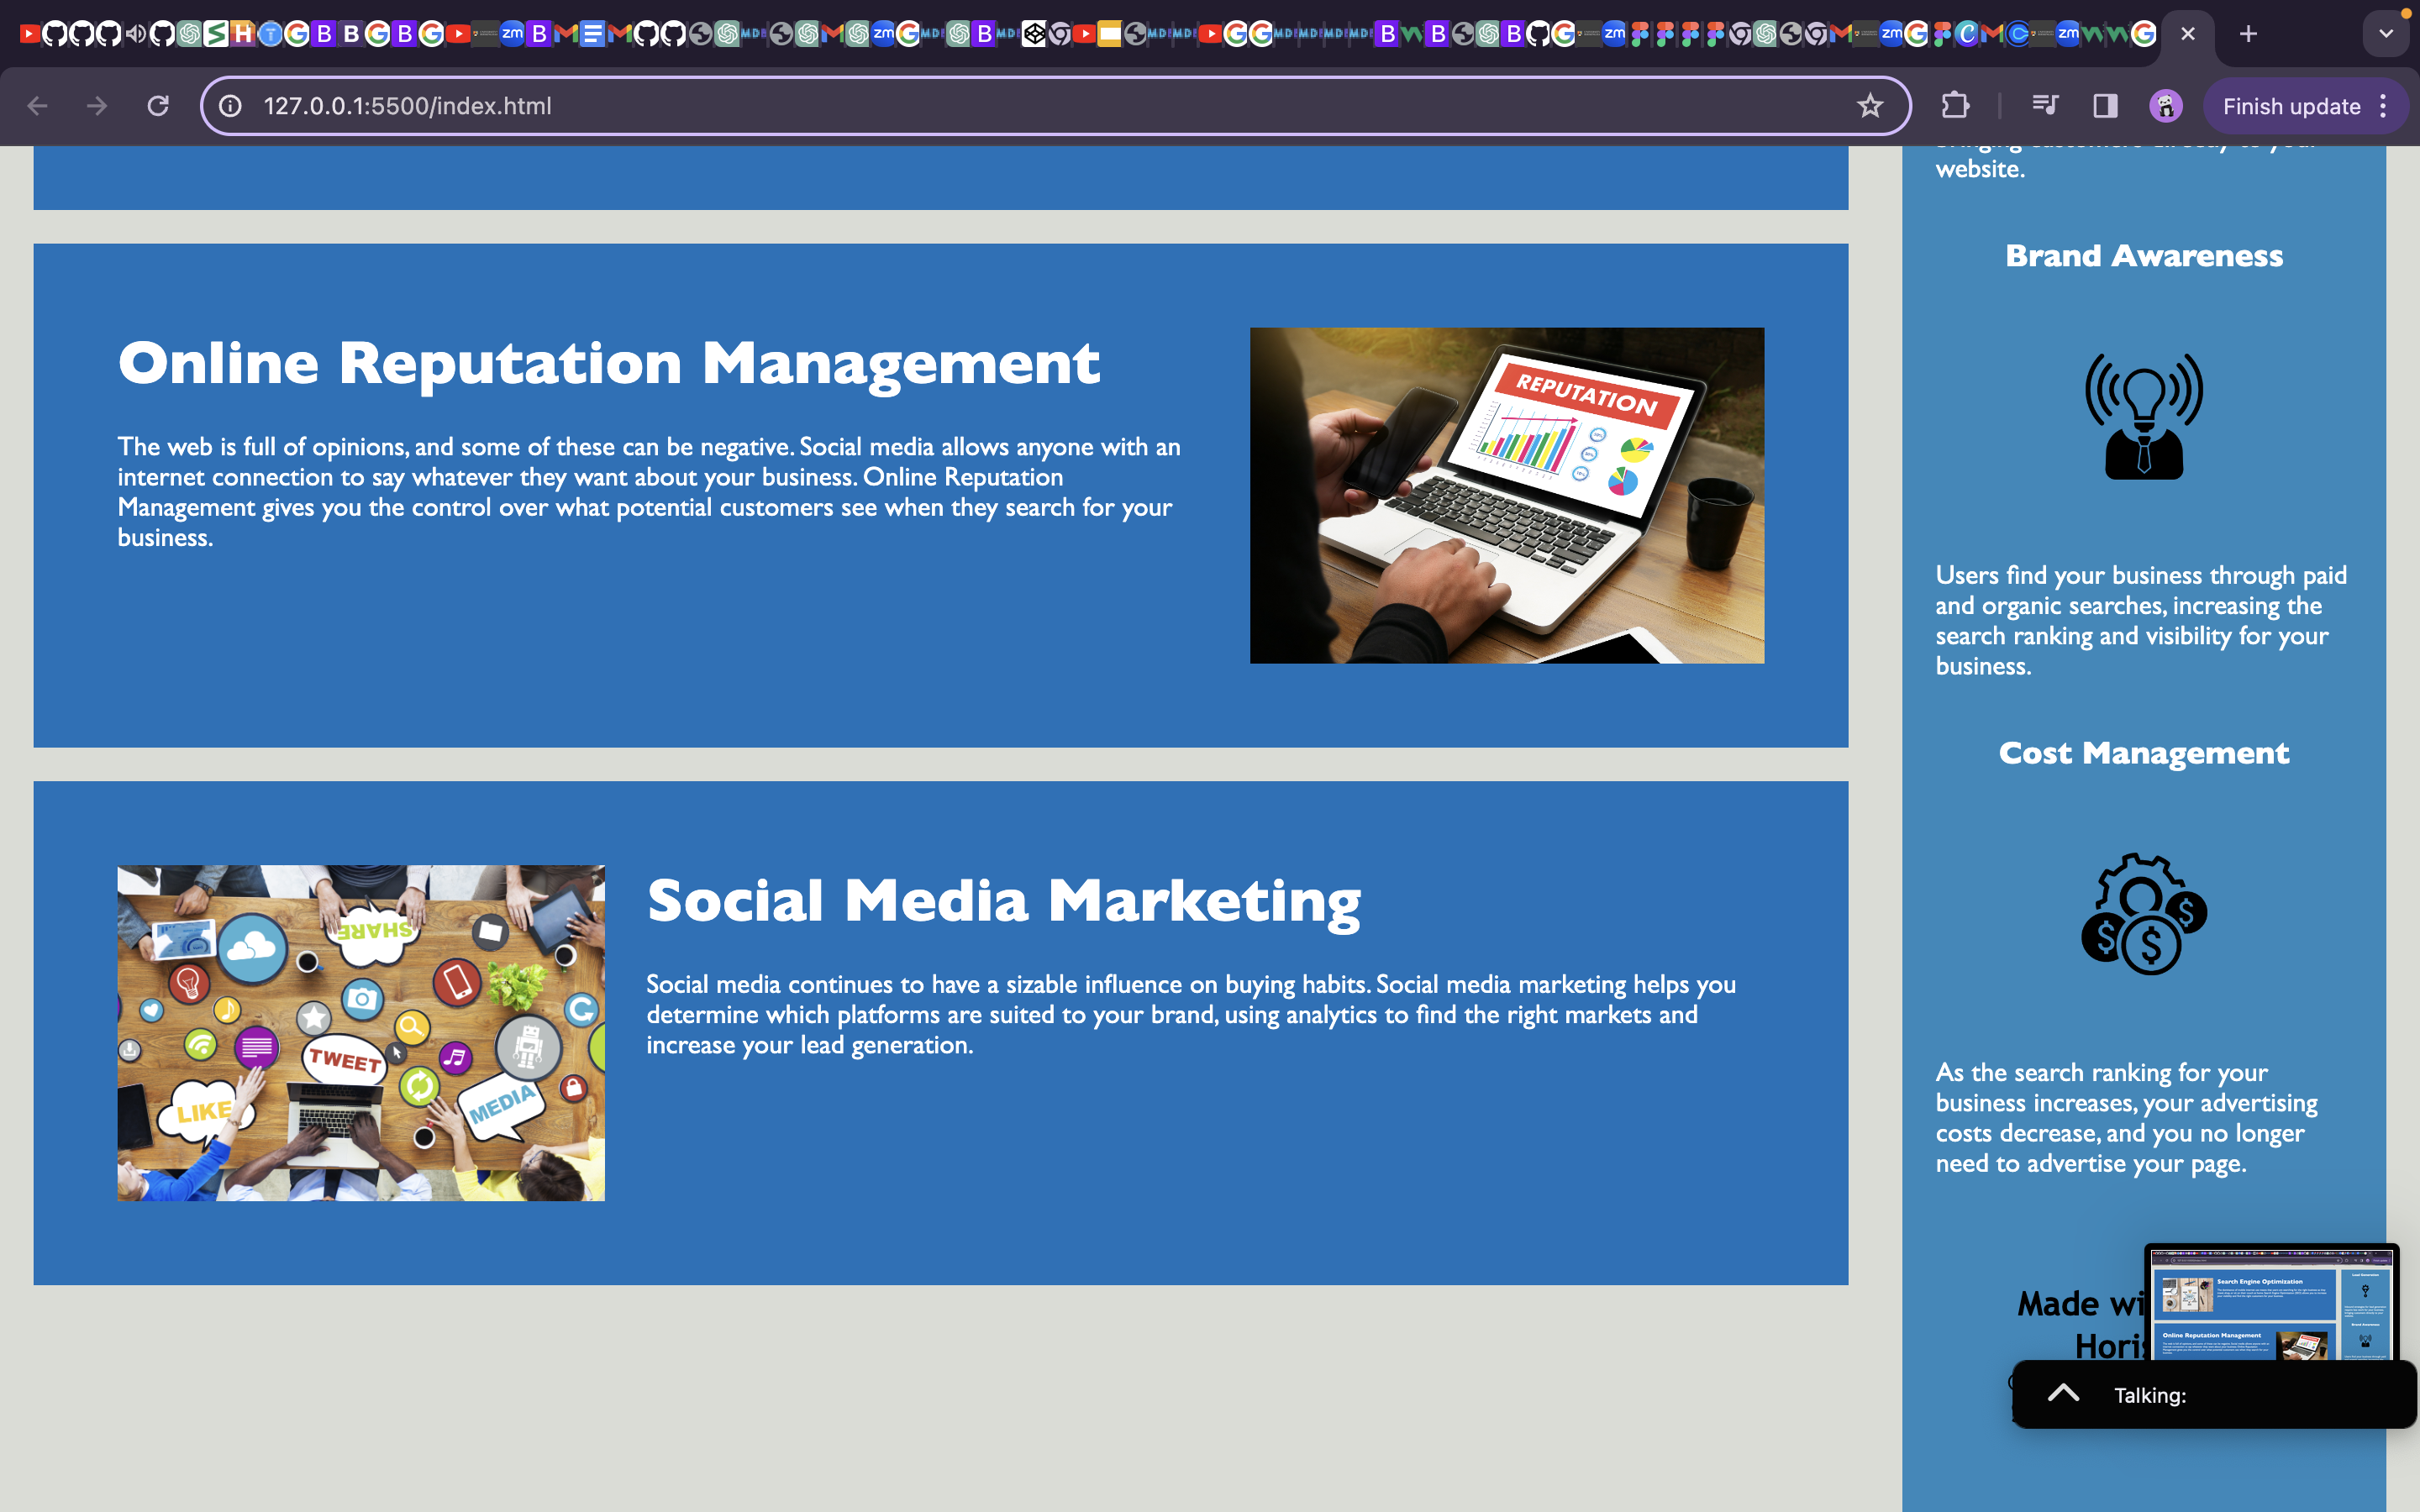 127.0.0.1:5500/index.html
Finish update
website.
Brand Awareness
Online Reputation Management
REPUTATION
The web is full of opinions, and some of these can be negative. Social media allows anyone with an
internet connection to say whatever they want about your business. Online Reputation
Management gives you the control over what potential customers see when they search for your
business.
Users find your business through paid
and organic searches, increasing the
search ranking and visibility for your
business.
Cost Management
SHARE
TWEET
LIKE
MEDIA
Social Media Marketing
Social media continues to have a sizable influence on buying habits. Social media marketing helps you
determine which platforms are suited to your brand, using analytics to find the right markets and
increase your lead generation.
As the search ranking for your
business increases, your advertising
costs decrease, and you no longer
need to advertise your page.
Made
Search Engine Optimization
Online Reputation Management
Talking: